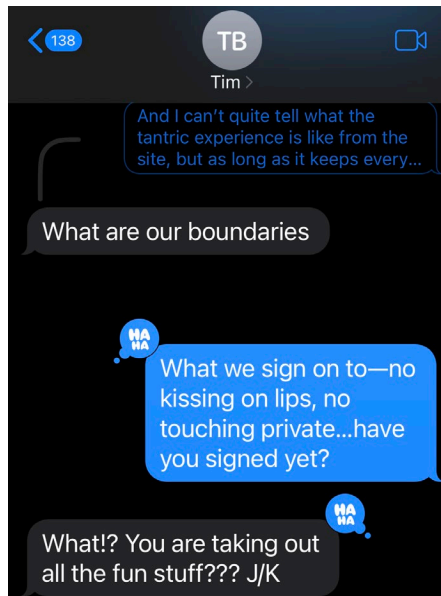 138
TB
Tim
And I can't quite tell what the
tantric experience is like from the
site, but as long as it keeps every...
What are our boundaries
HA
HA
What we sign on to—no
kissing on lips, no
touching private...have
you signed yet?
HA
HA
What!? You are taking out
all the fun stuff??? J/K